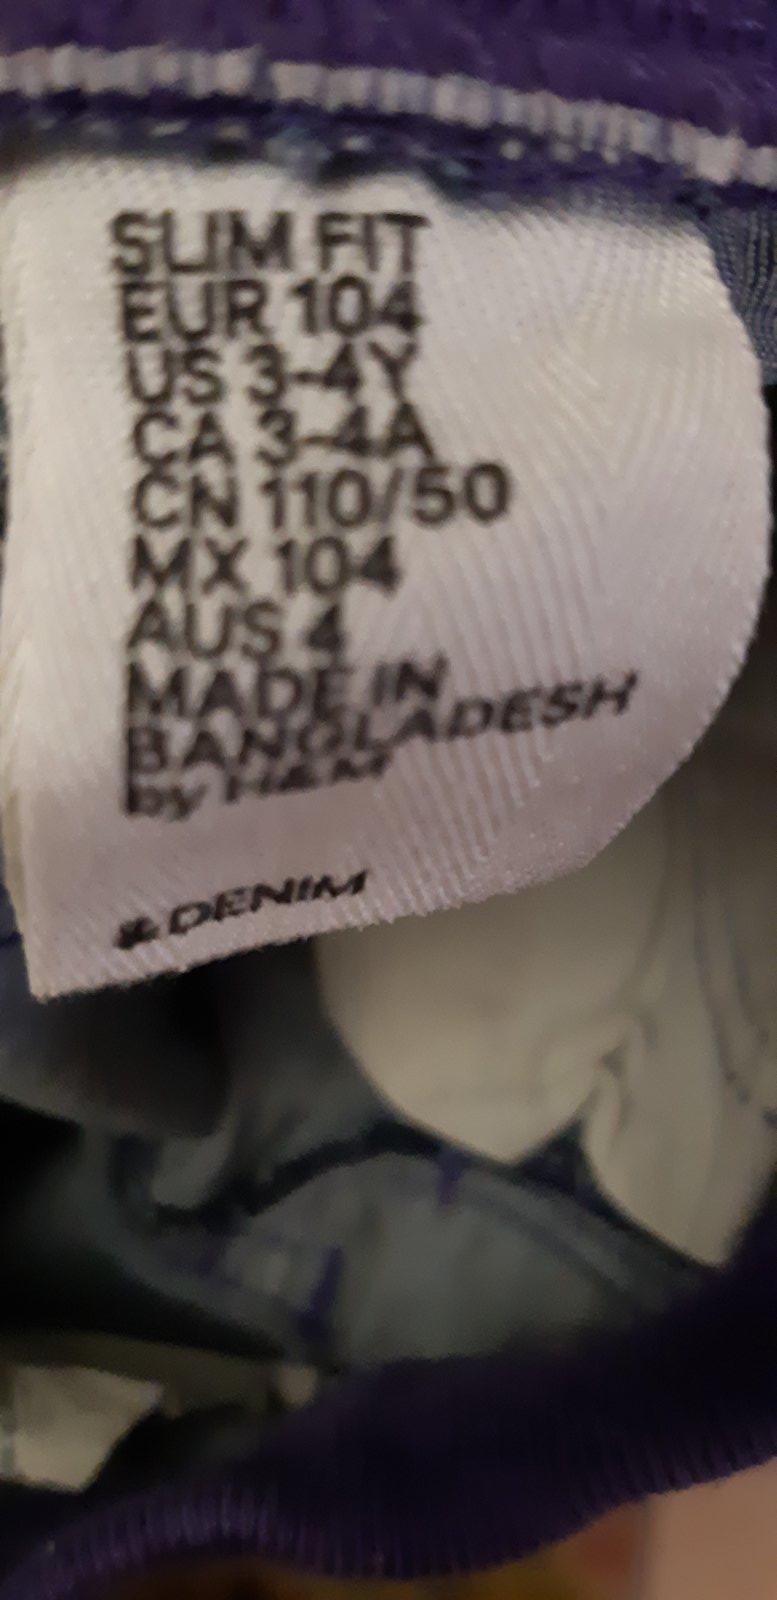 SLIM FIT
EUR 104
US 3-4Y
CA 3-4A
CN 110/50
MX 104
AUS 4
MADE IN
BANGLADESH
by H&M
&DENIM